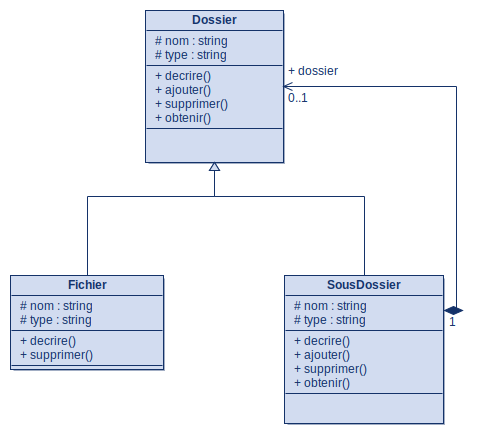 Dossier
# nom : string
# type : string
+ decrire()
+ ajouter()
+ supprimer()
+ obtenir()
+ dossier
0..1
Fichier
# nom : string
# type : string
+ decrire()
+ supprimer()
SousDossier
# nom : string
# type : string
+ decrire()
+ ajouter()
+ supprimer()
+ obtenir()
1